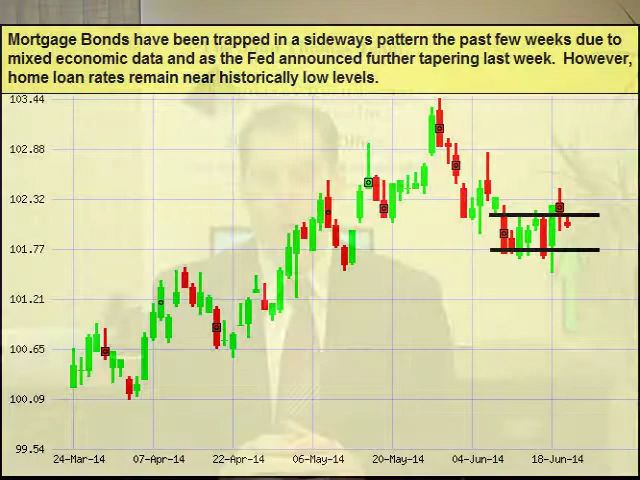 Mortgage Bonds have been trapped in a sideways pattern the past few weeks due to
mixed economic data and as the Fed announced further tapering last week.  However,
home loan rates remain near historically low levels.
103.44
102.88
102.32
101.77
101.21
100.65
100.09
99.54
24-Mar-14 07-Apr-14 22-Apr-14 06-May-14 20-May-14 04-Jun-14 18-Jun-14